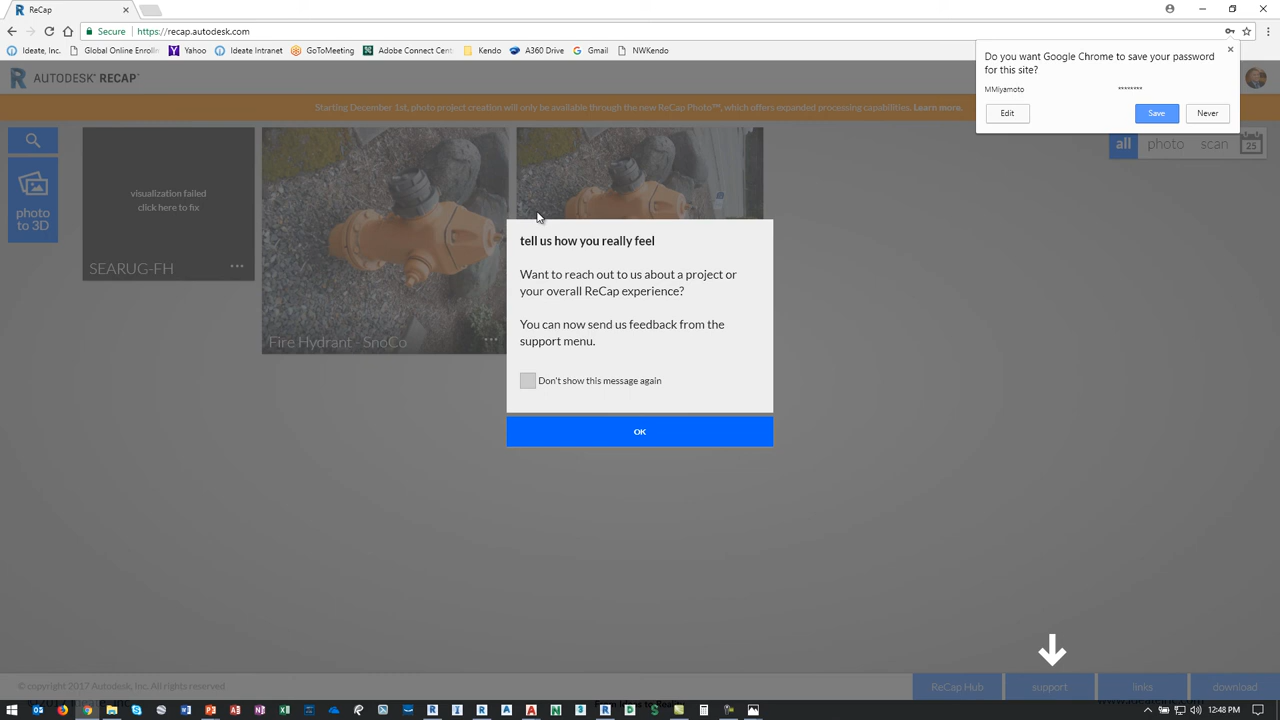 ReCap
Secure
https://recap.autodesk.com
Ideate, Inc.
Global Online Enrollm
Yahoo
Ideate Intranet
GoToMeeting
Adobe Connect Cent
Kendo
A360 Drive
Gmail
NWKendo
Do you want Google Chrome to save your password
for this site?
MMiyamoto
********
Edit
Save
Never
AUTODESK® RECAP™
Starting December 1st, photo project creation will only be available through the new ReCap Photo™, which offers expanded processing capabilities. Learn more.
all
photo
scan
25
photo
to 3D
visualization failed
click here to fix
SEARUG-FH
Fire Hydrant - SnoCo
tell us how you really feel
Want to reach out to us about a project or
your overall ReCap experience?
You can now send us feedback from the
support menu.
Don't show this message again
OK
© copyright 2017 Autodesk, Inc. All rights reserved.
ReCap Hub
support
links
download
12:48 PM